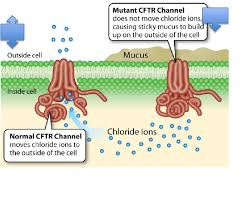 Mutant CFTR Channel
does not move chloride ions,
causing sticky mucus to build
up on the outside of the cell
Outside cell
Mucus
Inside cell
Normal CFTR Channel
moves chloride ions to
the outside of the cell
Chloride Ions